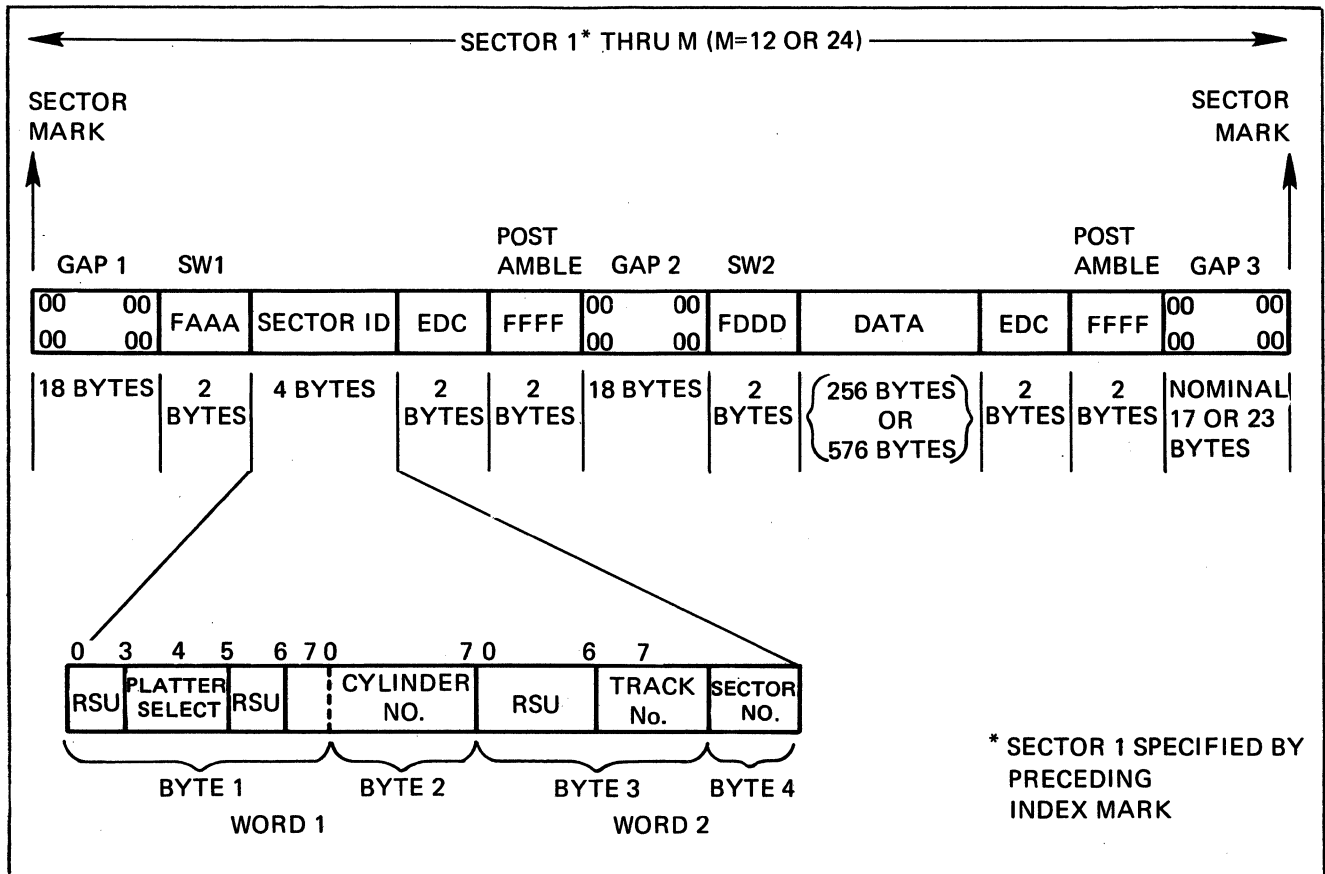 SECTOR 1* THRU M (M=12 OR 24)
SECTOR
MARK
SECTOR
MARK
GAP 1 SW1 POST AMBLE GAP 2 SW2 POST AMBLE GAP 3
00 00
00 00
FAAA SECTOR ID EDC FFFF
00 00
00 00
FDDD DATA EDC FFFF
00 00
00 00
18 BYTES
2
BYTES
4 BYTES
2
BYTES
2
BYTES
18 BYTES
2
BYTES
256 BYTES
OR
576 BYTES
2
BYTES
2
BYTES
NOMINAL
17 OR 23
BYTES
0 3 4 5 6 7 0 7 0 6 7
RSU
PLATTER
SELECT
RSU
CYLINDER
NO.
RSU
TRACK
No.
SECTOR
NO.
BYTE 1 BYTE 2 BYTE 3 BYTE 4
WORD 1 WORD 2
* SECTOR 1 SPECIFIED BY
PRECEDING
INDEX MARK